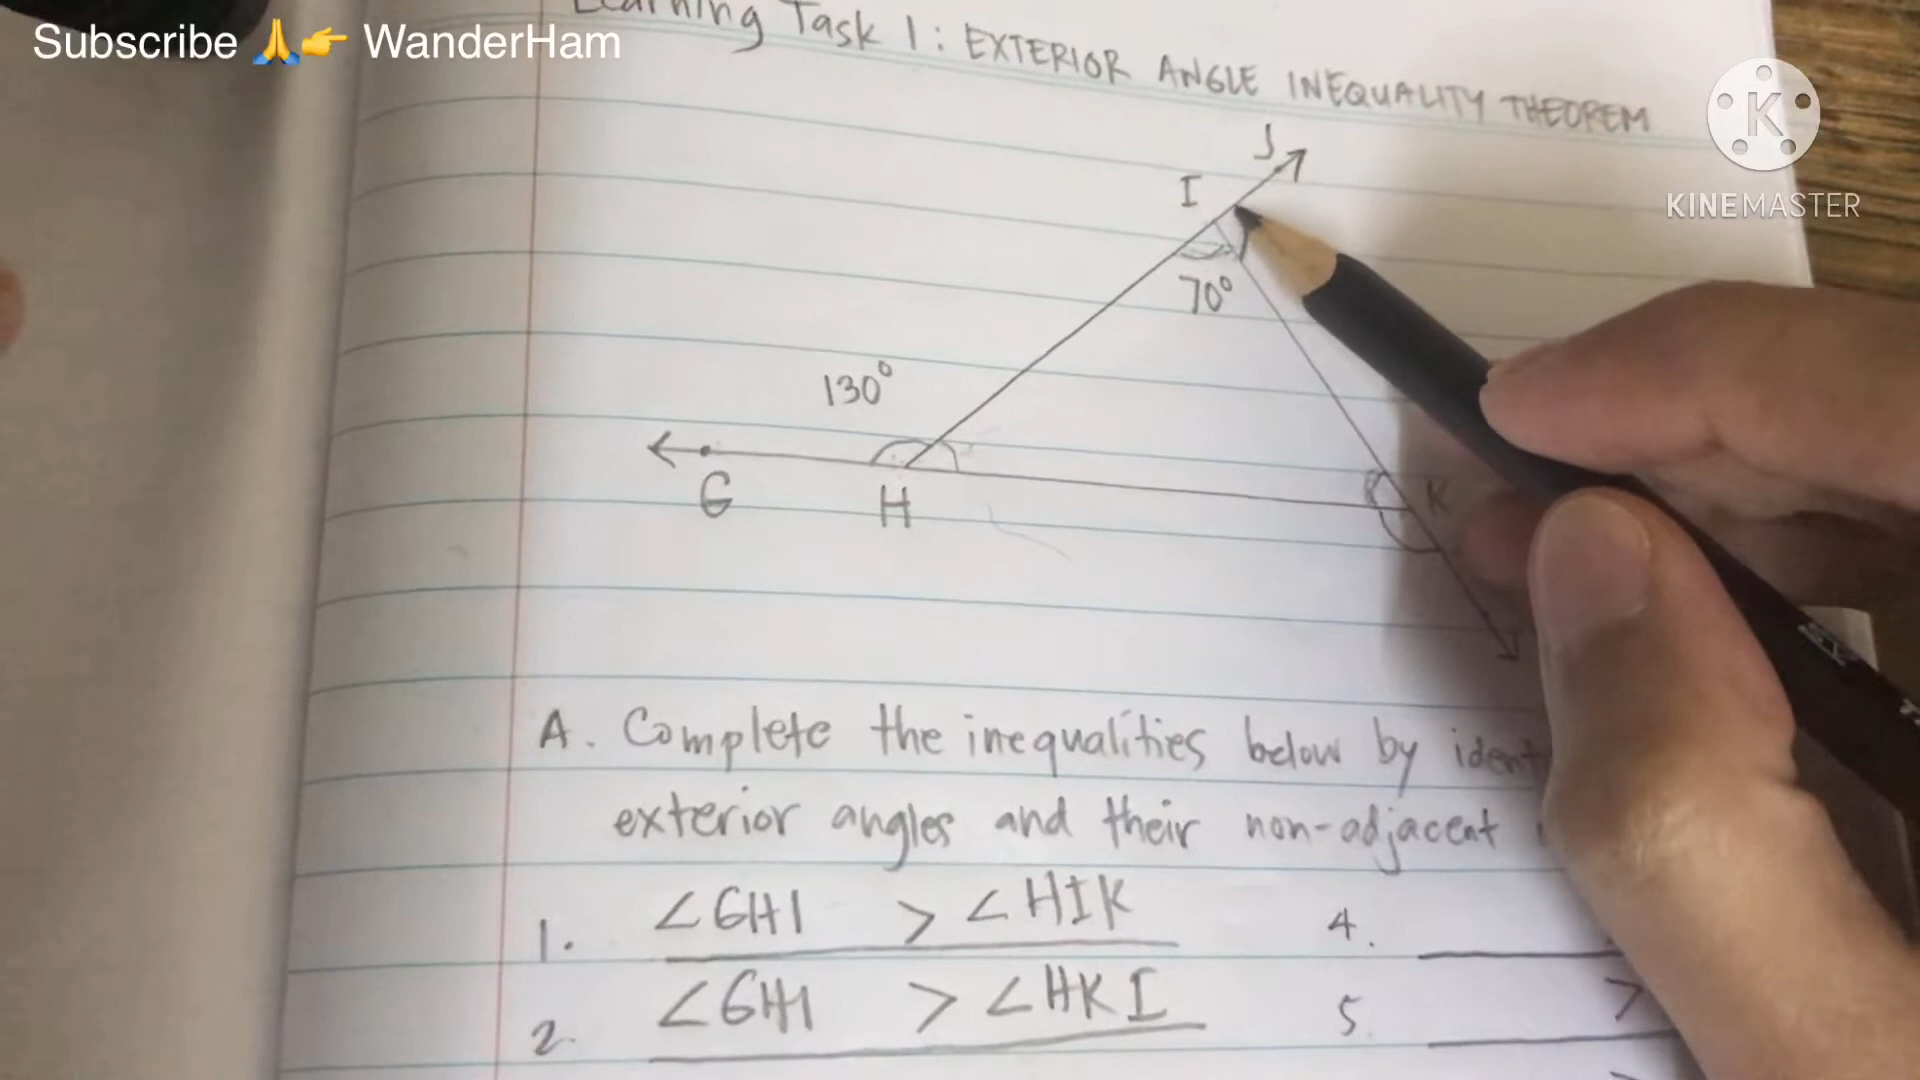 Subscribe 🙏👉 WanderHam
Learning Task 1: EXTERIOR ANGLE INEQUALITY THEOREM
K
KINEMASTER
J
I
70°
130°
G
H
K
A. Complete the inequalities below by
exterior angles and their non-adjacent
1. <GHI > <HIK
4.
2. <GHI > <HKI
5. >